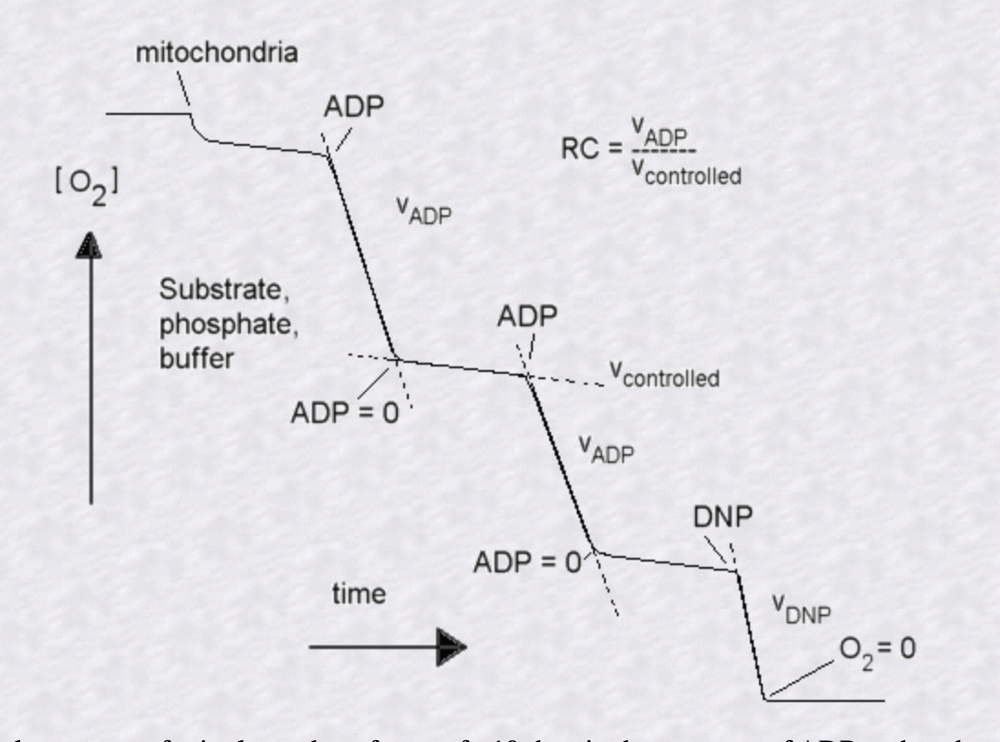 mitochondria
ADP
RC = vADP
-------
vcontrolled
[O2]
vADP
Substrate,
phosphate,
buffer
ADP
vcontrolled
ADP = 0
vADP
DNP
ADP = 0
time
vDNP
O2 = 0